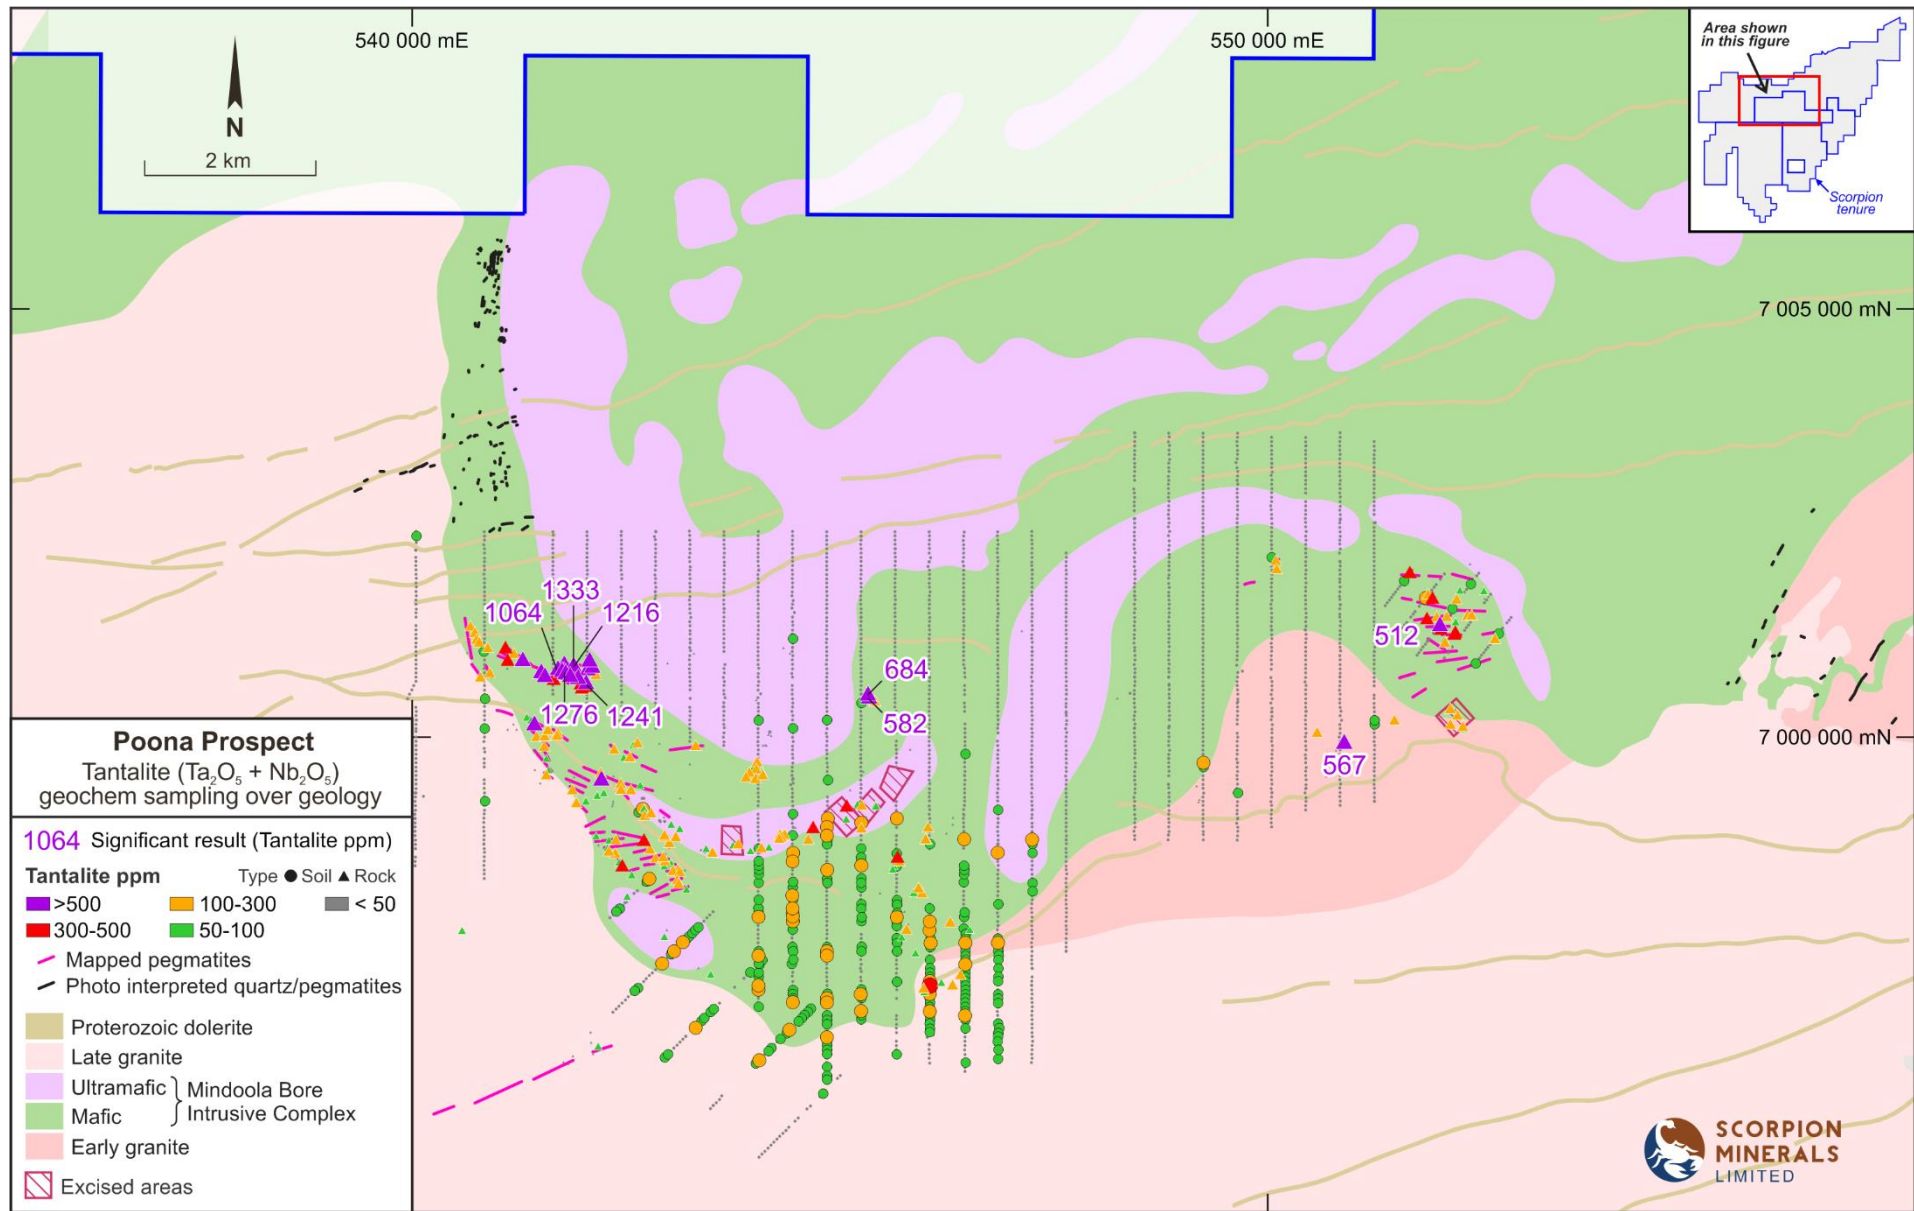 540 000 mE
550 000 mE
Area shown
in this figure
Scorpion
tenure
N
2 km
7 005 000 mN
1333
1064
1216
1276
1241
684
582
512
567
7 000 000 mN
Poona Prospect
Tantalite (Ta₂O₅ + Nb₂O₅)
geochem sampling over geology
1064 Significant result (Tantalite ppm)
Tantalite ppm Type ● Soil ▲ Rock
>500 100-300 < 50
300-500 50-100
Mapped pegmatites
Photo interpreted quartz/pegmatites
Proterozoic dolerite
Late granite
Ultramafic
Mafic
Mindoola Bore
Intrusive Complex
Early granite
Excised areas
SCORPION
MINERALS
LIMITED